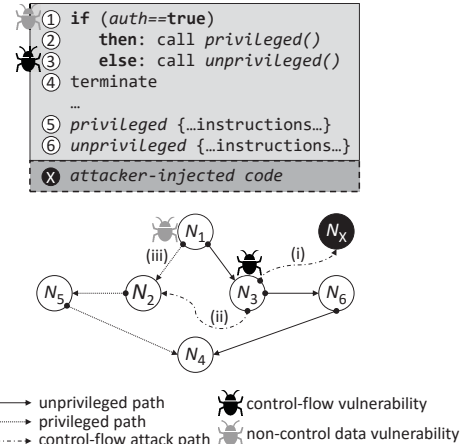 ① if (auth==true)
② then: call privileged()
③ else: call unprivileged()
④ terminate
…
⑤ privileged {…instructions…}
⑥ unprivileged {…instructions…}
X attacker-injected code
N1
NX
(iii)
(i)
N5
N2
N3
N6
(ii)
N4
unprivileged path
control-flow vulnerability
privileged path
non-control data vulnerability
control-flow attack path